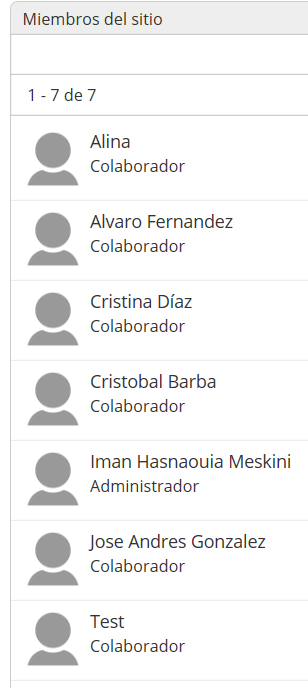 Miembros del sitio
1 - 7 de 7
Alina
Colaborador
Alvaro Fernandez
Colaborador
Cristina Díaz
Colaborador
Cristobal Barba
Colaborador
Iman Hasnaouia Meskini
Administrador
Jose Andres Gonzalez
Colaborador
Test
Colaborador